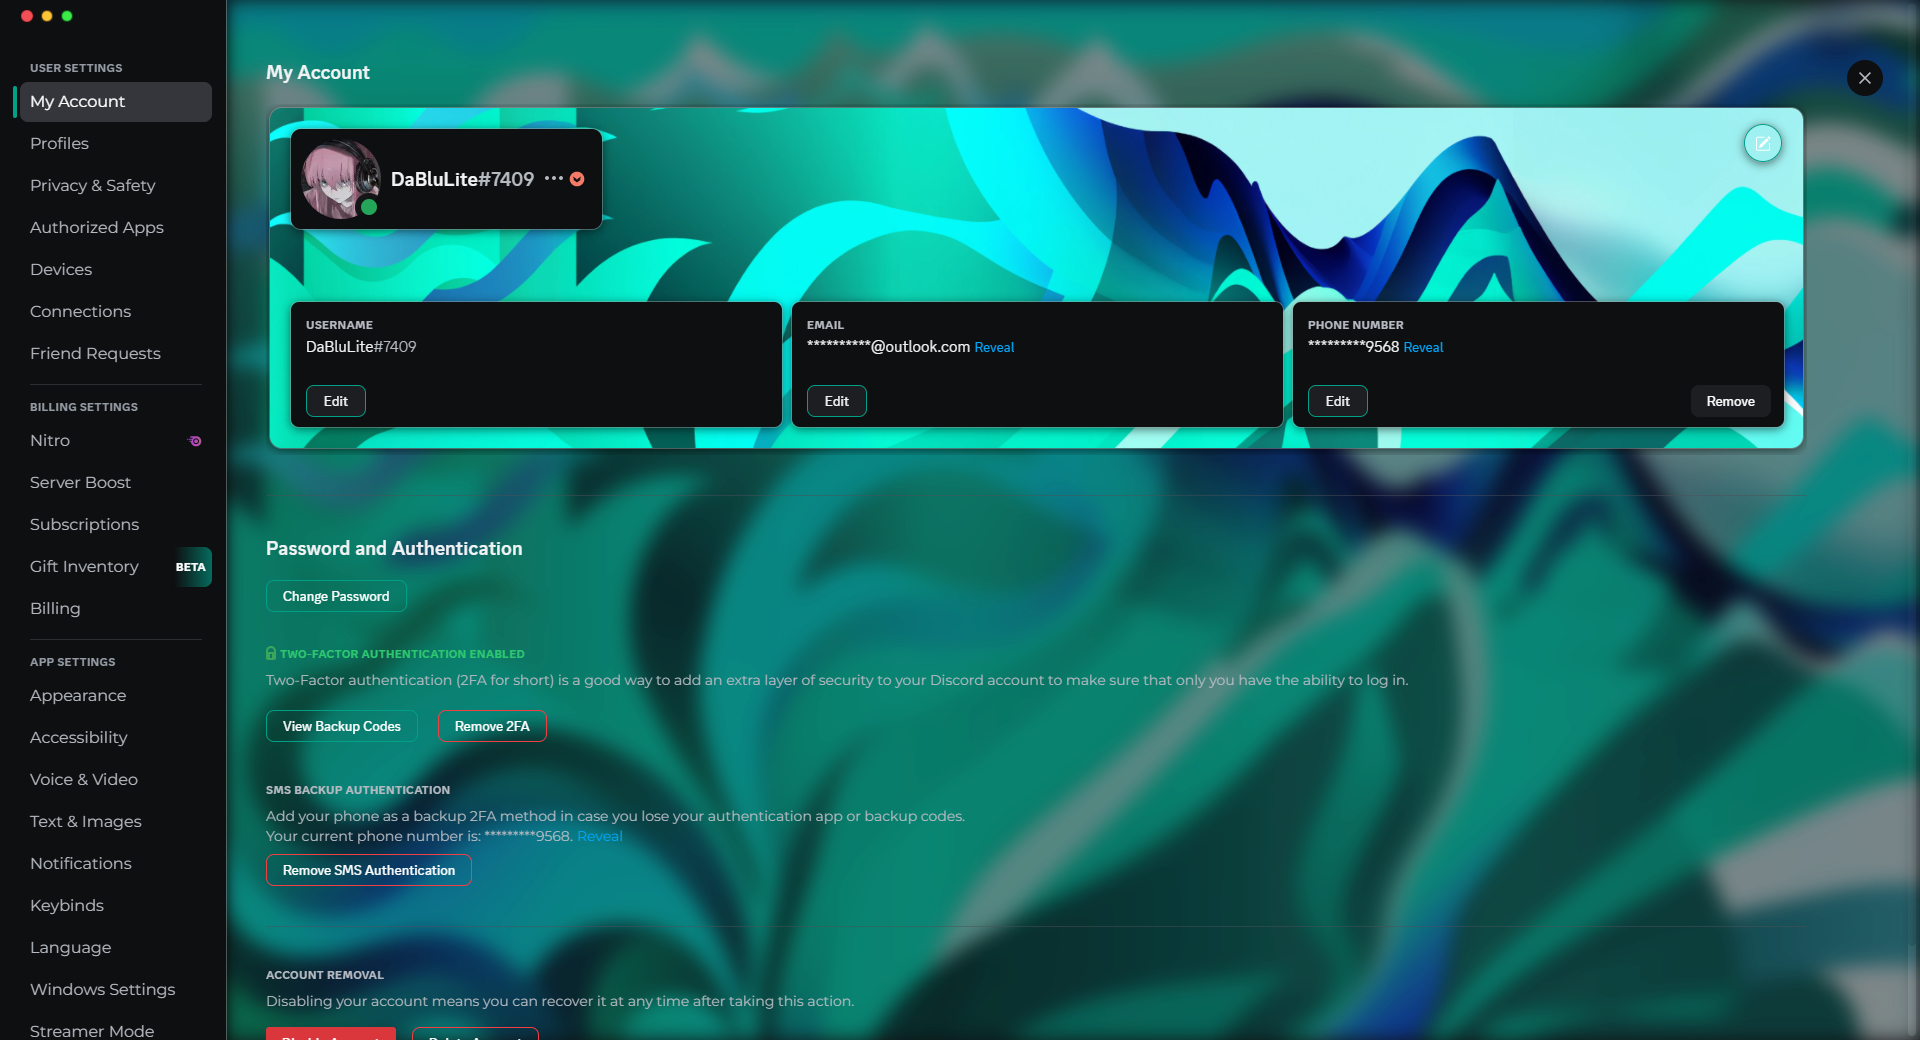 USER SETTINGS
My Account
Profiles
Privacy & Safety
Authorized Apps
Devices
Connections
Friend Requests
BILLING SETTINGS
Nitro
Server Boost
Subscriptions
Gift Inventory BETA
Billing
APP SETTINGS
Appearance
Accessibility
Voice & Video
Text & Images
Notifications
Keybinds
Language
Windows Settings
Streamer Mode
My Account
DaBluLite#7409
USERNAME
DaBluLite#7409
Edit
EMAIL
**********@outlook.com Reveal
Edit
PHONE NUMBER
*********9568 Reveal
Edit Remove
Password and Authentication
Change Password
TWO-FACTOR AUTHENTICATION ENABLED
Two-Factor authentication (2FA for short) is a good way to add an extra layer of security to your Discord account to make sure that only you have the ability to log in.
View Backup Codes Remove 2FA
SMS BACKUP AUTHENTICATION
Add your phone as a backup 2FA method in case you lose your authentication app or backup codes.
Your current phone number is: *********9568. Reveal
Remove SMS Authentication
ACCOUNT REMOVAL
Disabling your account means you can recover it at any time after taking this action.